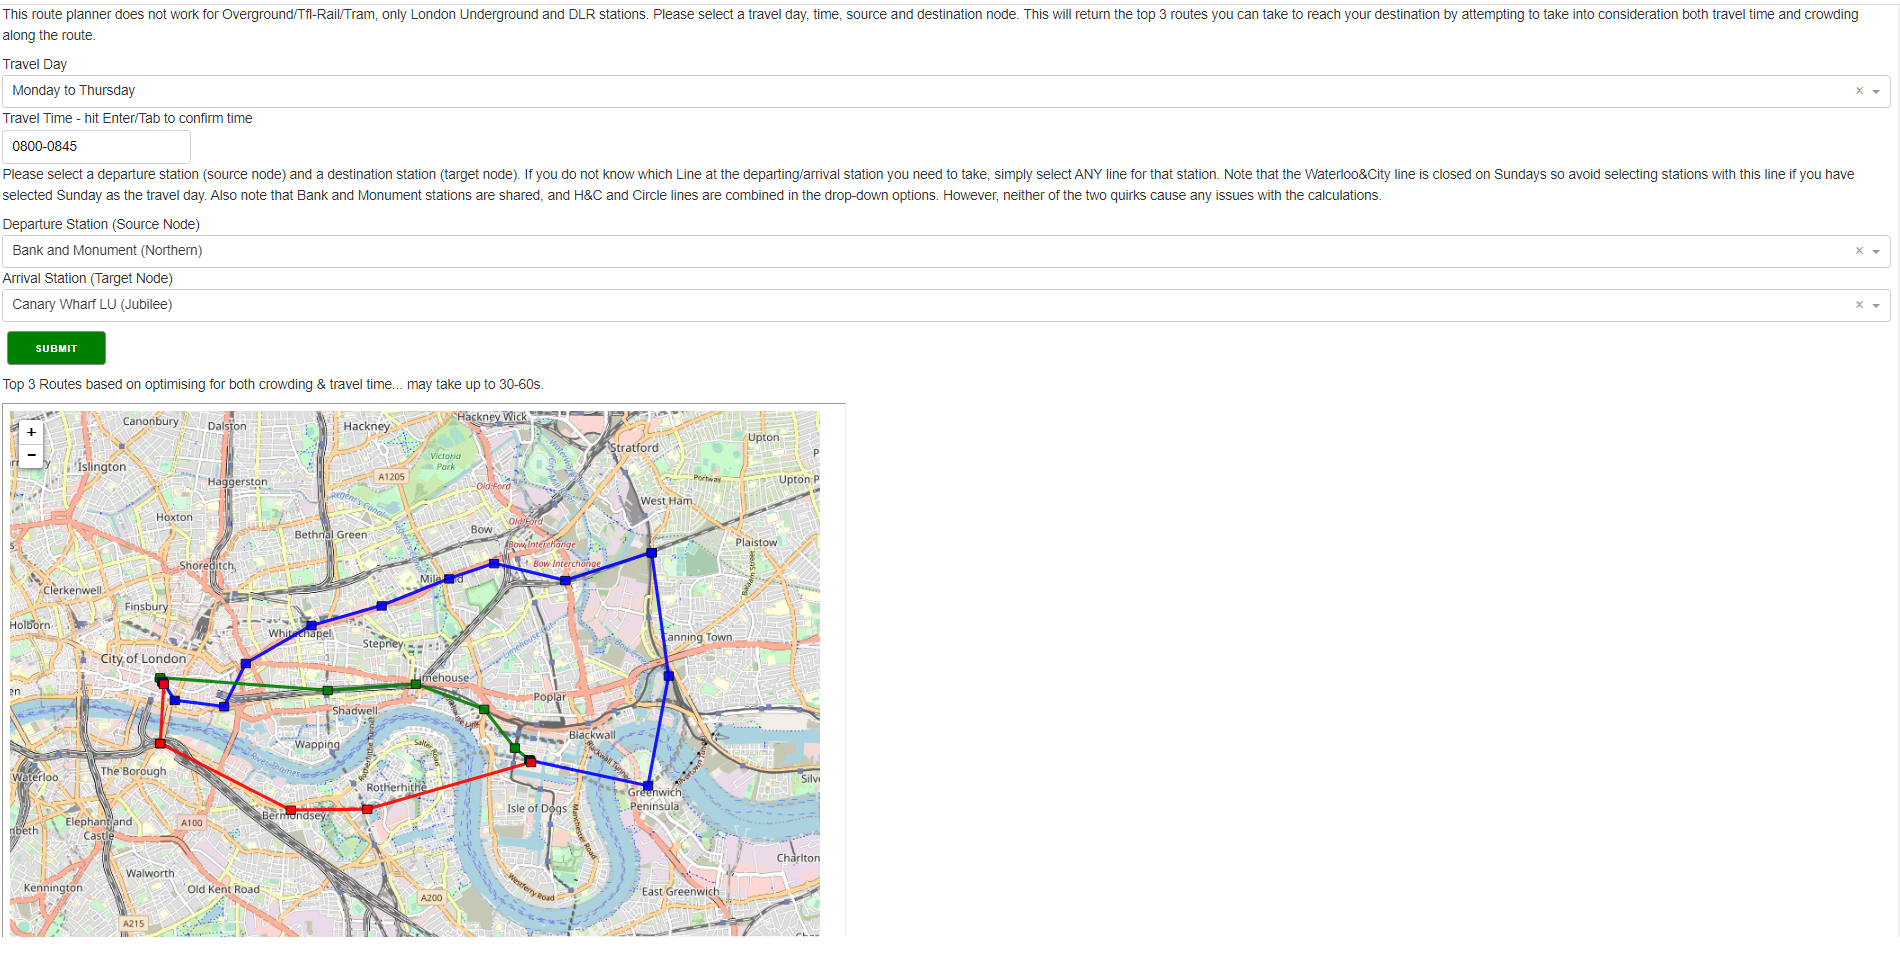 This route planner does not work for Overground/Tfl-Rail/Tram, only London Underground and DLR stations. Please select a travel day, time, source and destination node. This will return the top 3 routes you can take to reach your destination by attempting to take into consideration both travel time and crowding
along the route.
Travel Day
Monday to Thursday
Travel Time - hit Enter/Tab to confirm time
0800-0845
Please select a departure station (source node) and a destination station (target node). If you do not know which Line at the departing/arrival station you need to take, simply select ANY line for that station. Note that the Waterloo&City line is closed on Sundays so avoid selecting stations with this line if you have
selected Sunday as the travel day. Also note that Bank and Monument stations are shared, and H&C and Circle lines are combined in the drop-down options. However, neither of the two quirks cause any issues with the calculations.
Departure Station (Source Node)
Bank and Monument (Northern)
Arrival Station (Target Node)
Canary Wharf LU (Jubilee)
SUBMIT
Top 3 Routes based on optimising for both crowding & travel time... may take up to 30-60s.
+
−
Canonbury
Dalston
Hackney
Hackney Wick
Stratford
Upton
Islington
Victoria
Park
A1205
Haggerston
Old Ford
Portway
Upton P
West Ham
Hoxton
Bethnal Green
Bow
Old Ford
Bow Interchange
Bow Interchange
Plaistow
Shoreditch
Clerkenwell
Finsbury
Holborn
Whitechapel
Stepney
Canning Town
City of London
mehouse
Poplar
Shadwell
Wapping
Salter Road
Blackwall
River Thames
The Borough
Waterloo
Rotherhithe
Silv
Greenwich
Peninsula
Isle of Dogs
Manchester Road
Bermondsey
Elephant and
Castle
A100
nbeth
Charlton
Walworth
Kennington
Old Kent Road
A200
Westferry Road
East Greenwich
A215